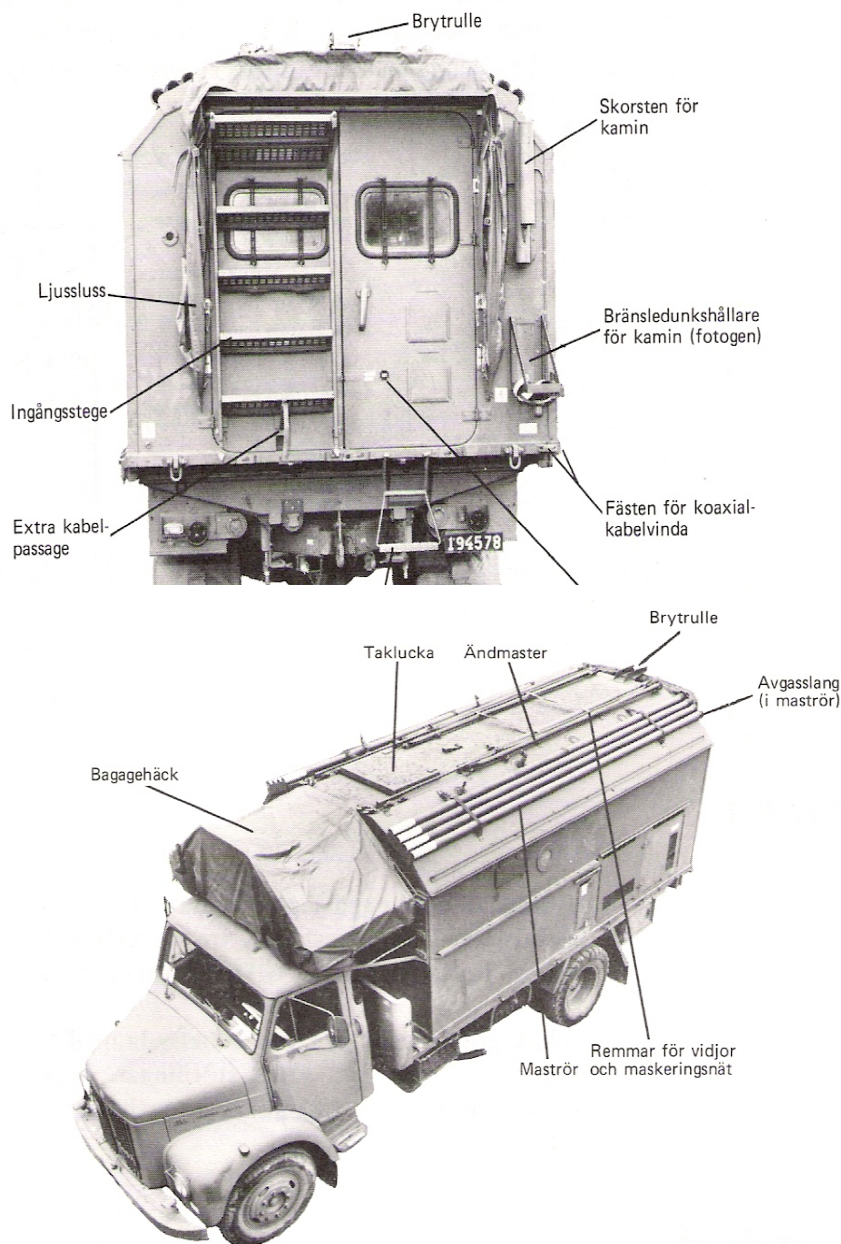 Brytrulle
Skorsten för
kamin
Ljussluss
Bränsledunkshållare
för kamin (fotogen)
Ingångsstege
Extra kabel-
passage
Fästen för koaxial-
kabelvinda
194578
Brytrulle
Taklucka
Ändmaster
Avgasslang
(i maströr)
Bagagehäck
Maströr
Remmar för vidjor
och maskeringsnät